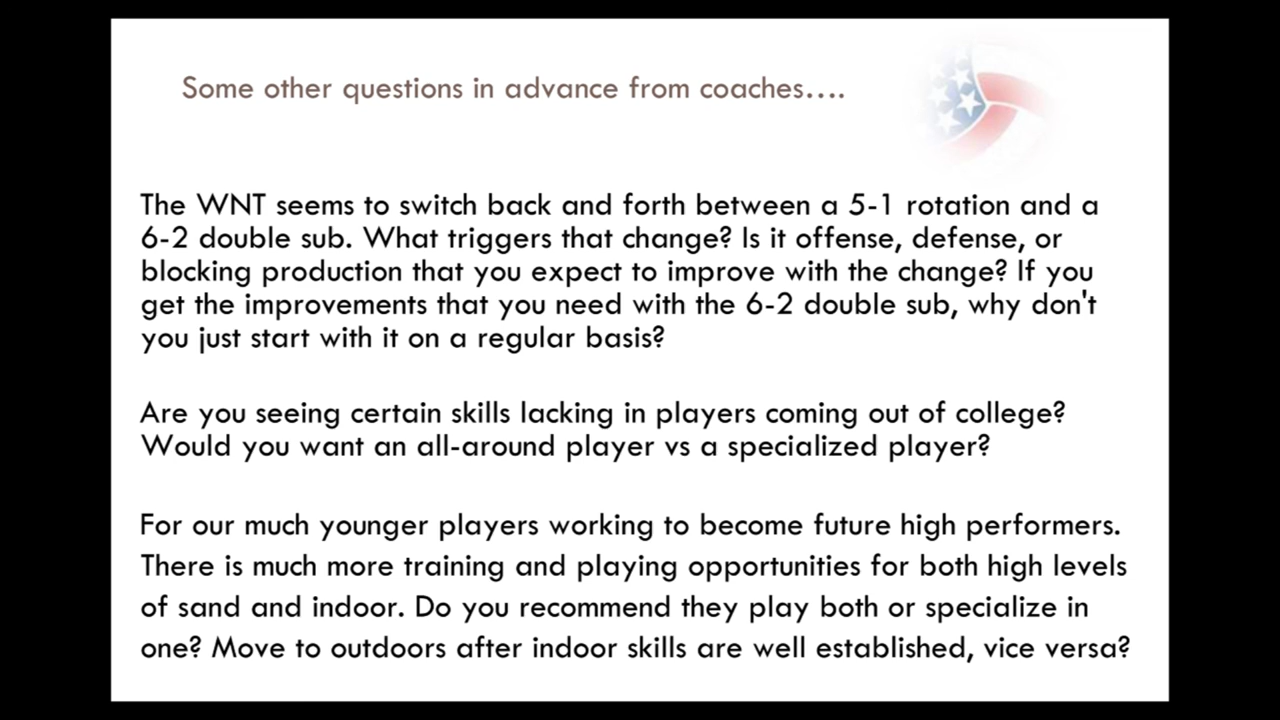 Some other questions in advance from coaches....
The WNT seems to switch back and forth between a 5-1 rotation and a
6-2 double sub. What triggers that change? Is it offense, defense, or
blocking production that you expect to improve with the change? If you
get the improvements that you need with the 6-2 double sub, why don't
you just start with it on a regular basis?
Are you seeing certain skills lacking in players coming out of college?
Would you want an all-around player vs a specialized player?
For our much younger players working to become future high performers.
There is much more training and playing opportunities for both high levels
of sand and indoor. Do you recommend they play both or specialize in
one? Move to outdoors after indoor skills are well established, vice versa?